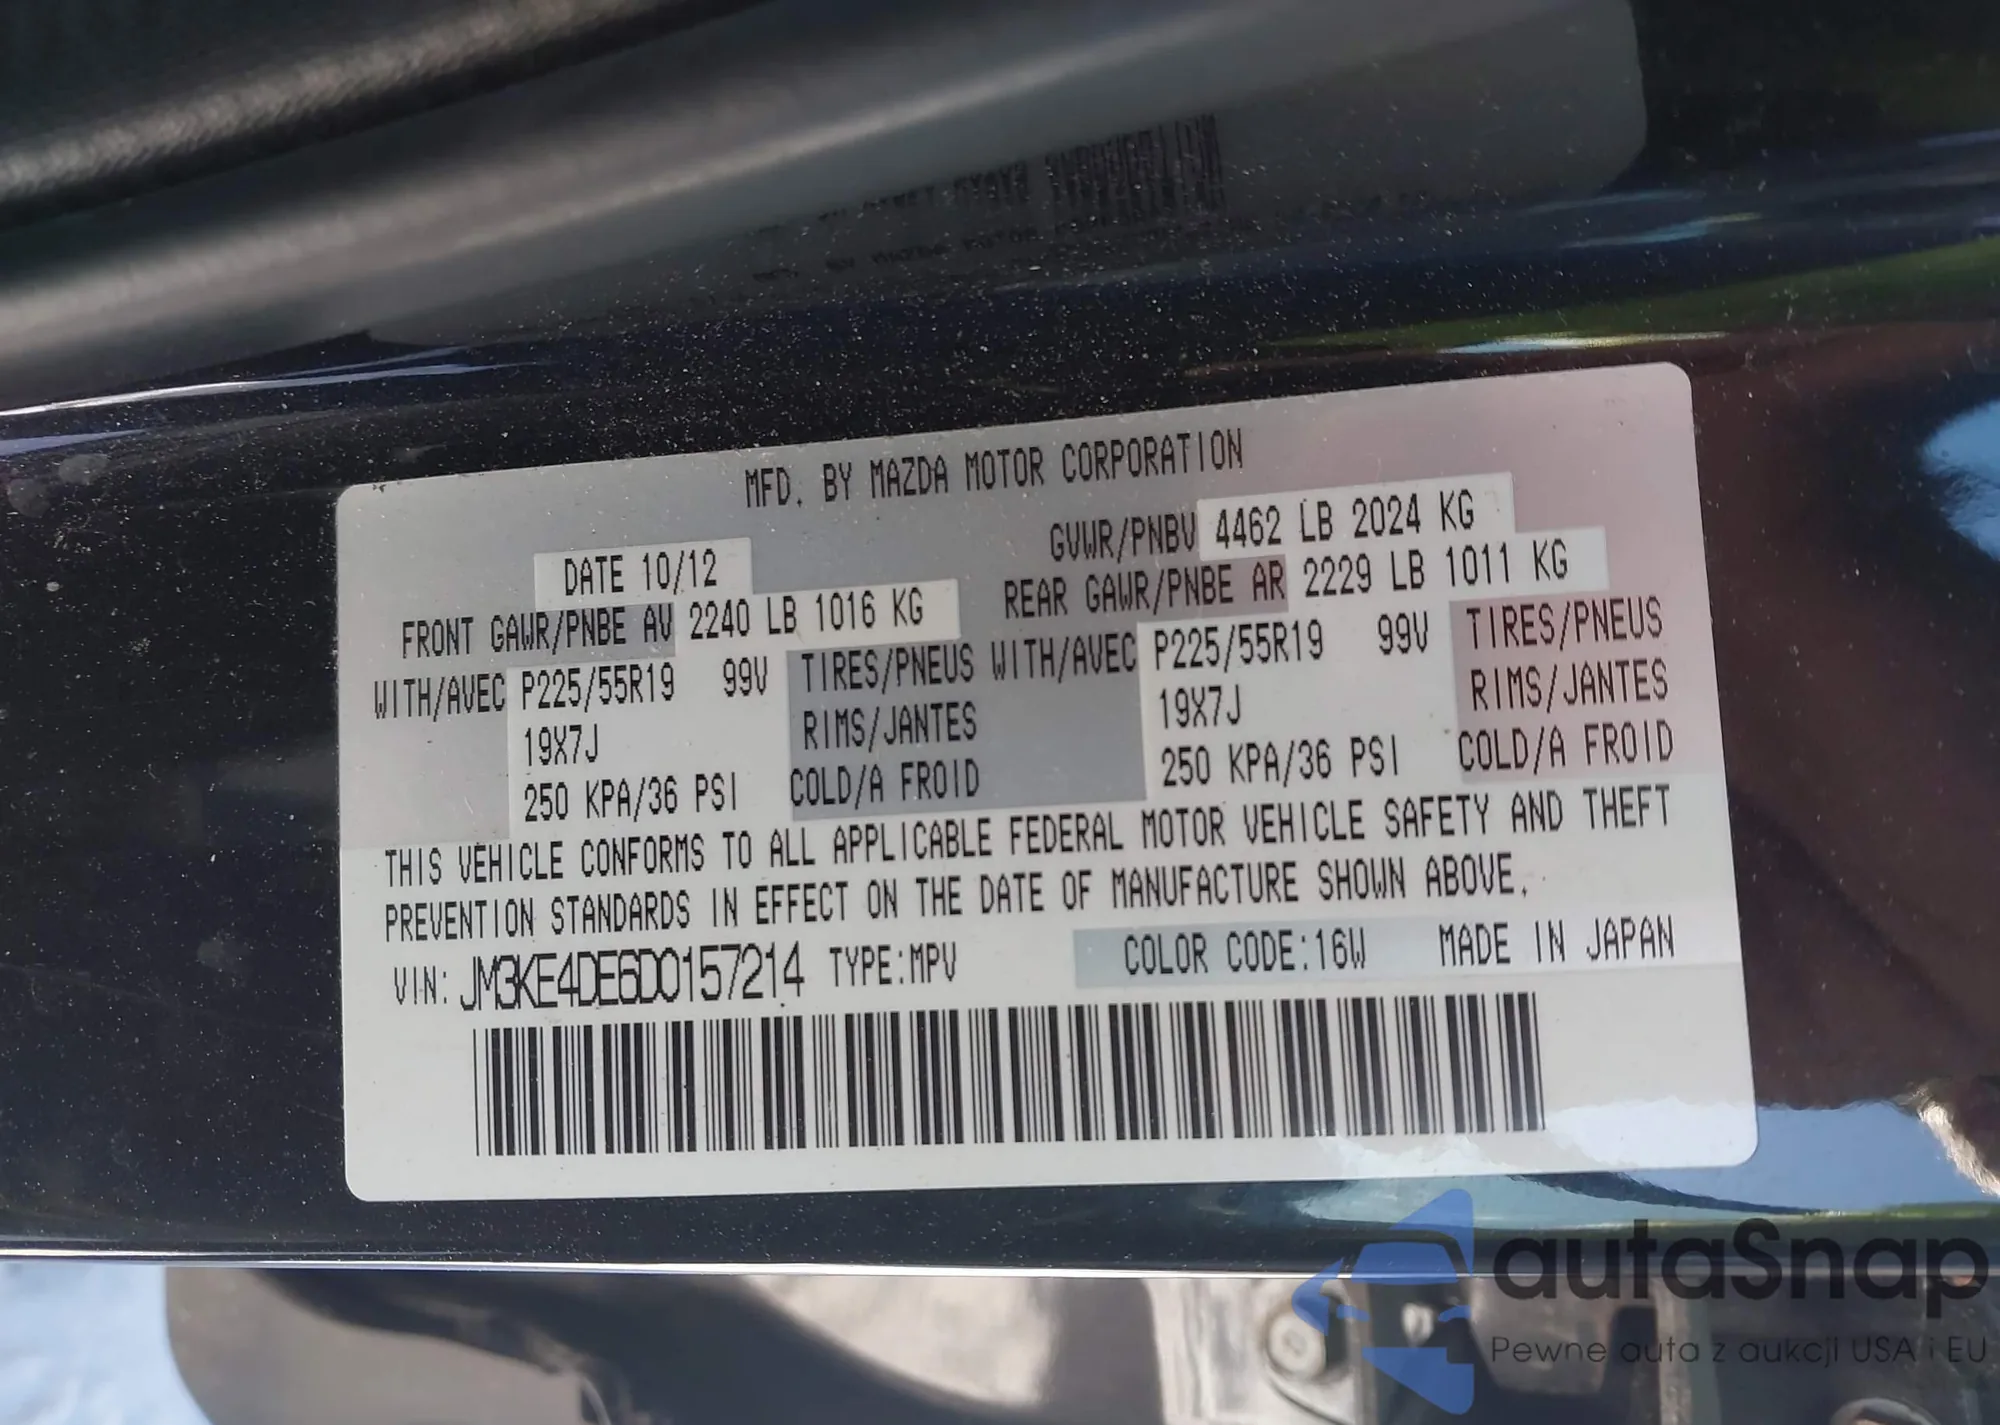 MFD. BY MAZDA MOTOR CORPORATION
DATE 10/12 GVWR/PNBV 4462 LB 2024 KG
FRONT GAWR/PNBE AV 2240 LB 1016 KG REAR GAWR/PNBE AR 2229 LB 1011 KG
WITH/AVEC P225/55R19 99V TIRES/PNEUS WITH/AVEC P225/55R19 99V TIRES/PNEUS
19X7J RIMS/JANTES 19X7J RIMS/JANTES
250 KPA/36 PSI COLD/A FROID 250 KPA/36 PSI COLD/A FROID
THIS VEHICLE CONFORMS TO ALL APPLICABLE FEDERAL MOTOR VEHICLE SAFETY AND THEFT
PREVENTION STANDARDS IN EFFECT ON THE DATE OF MANUFACTURE SHOWN ABOVE.
VIN: JM3KE4DE6D0157214 TYPE:MPV COLOR CODE:16W MADE IN JAPAN
autaSnap
Pewne auta z aukcji USA i EU